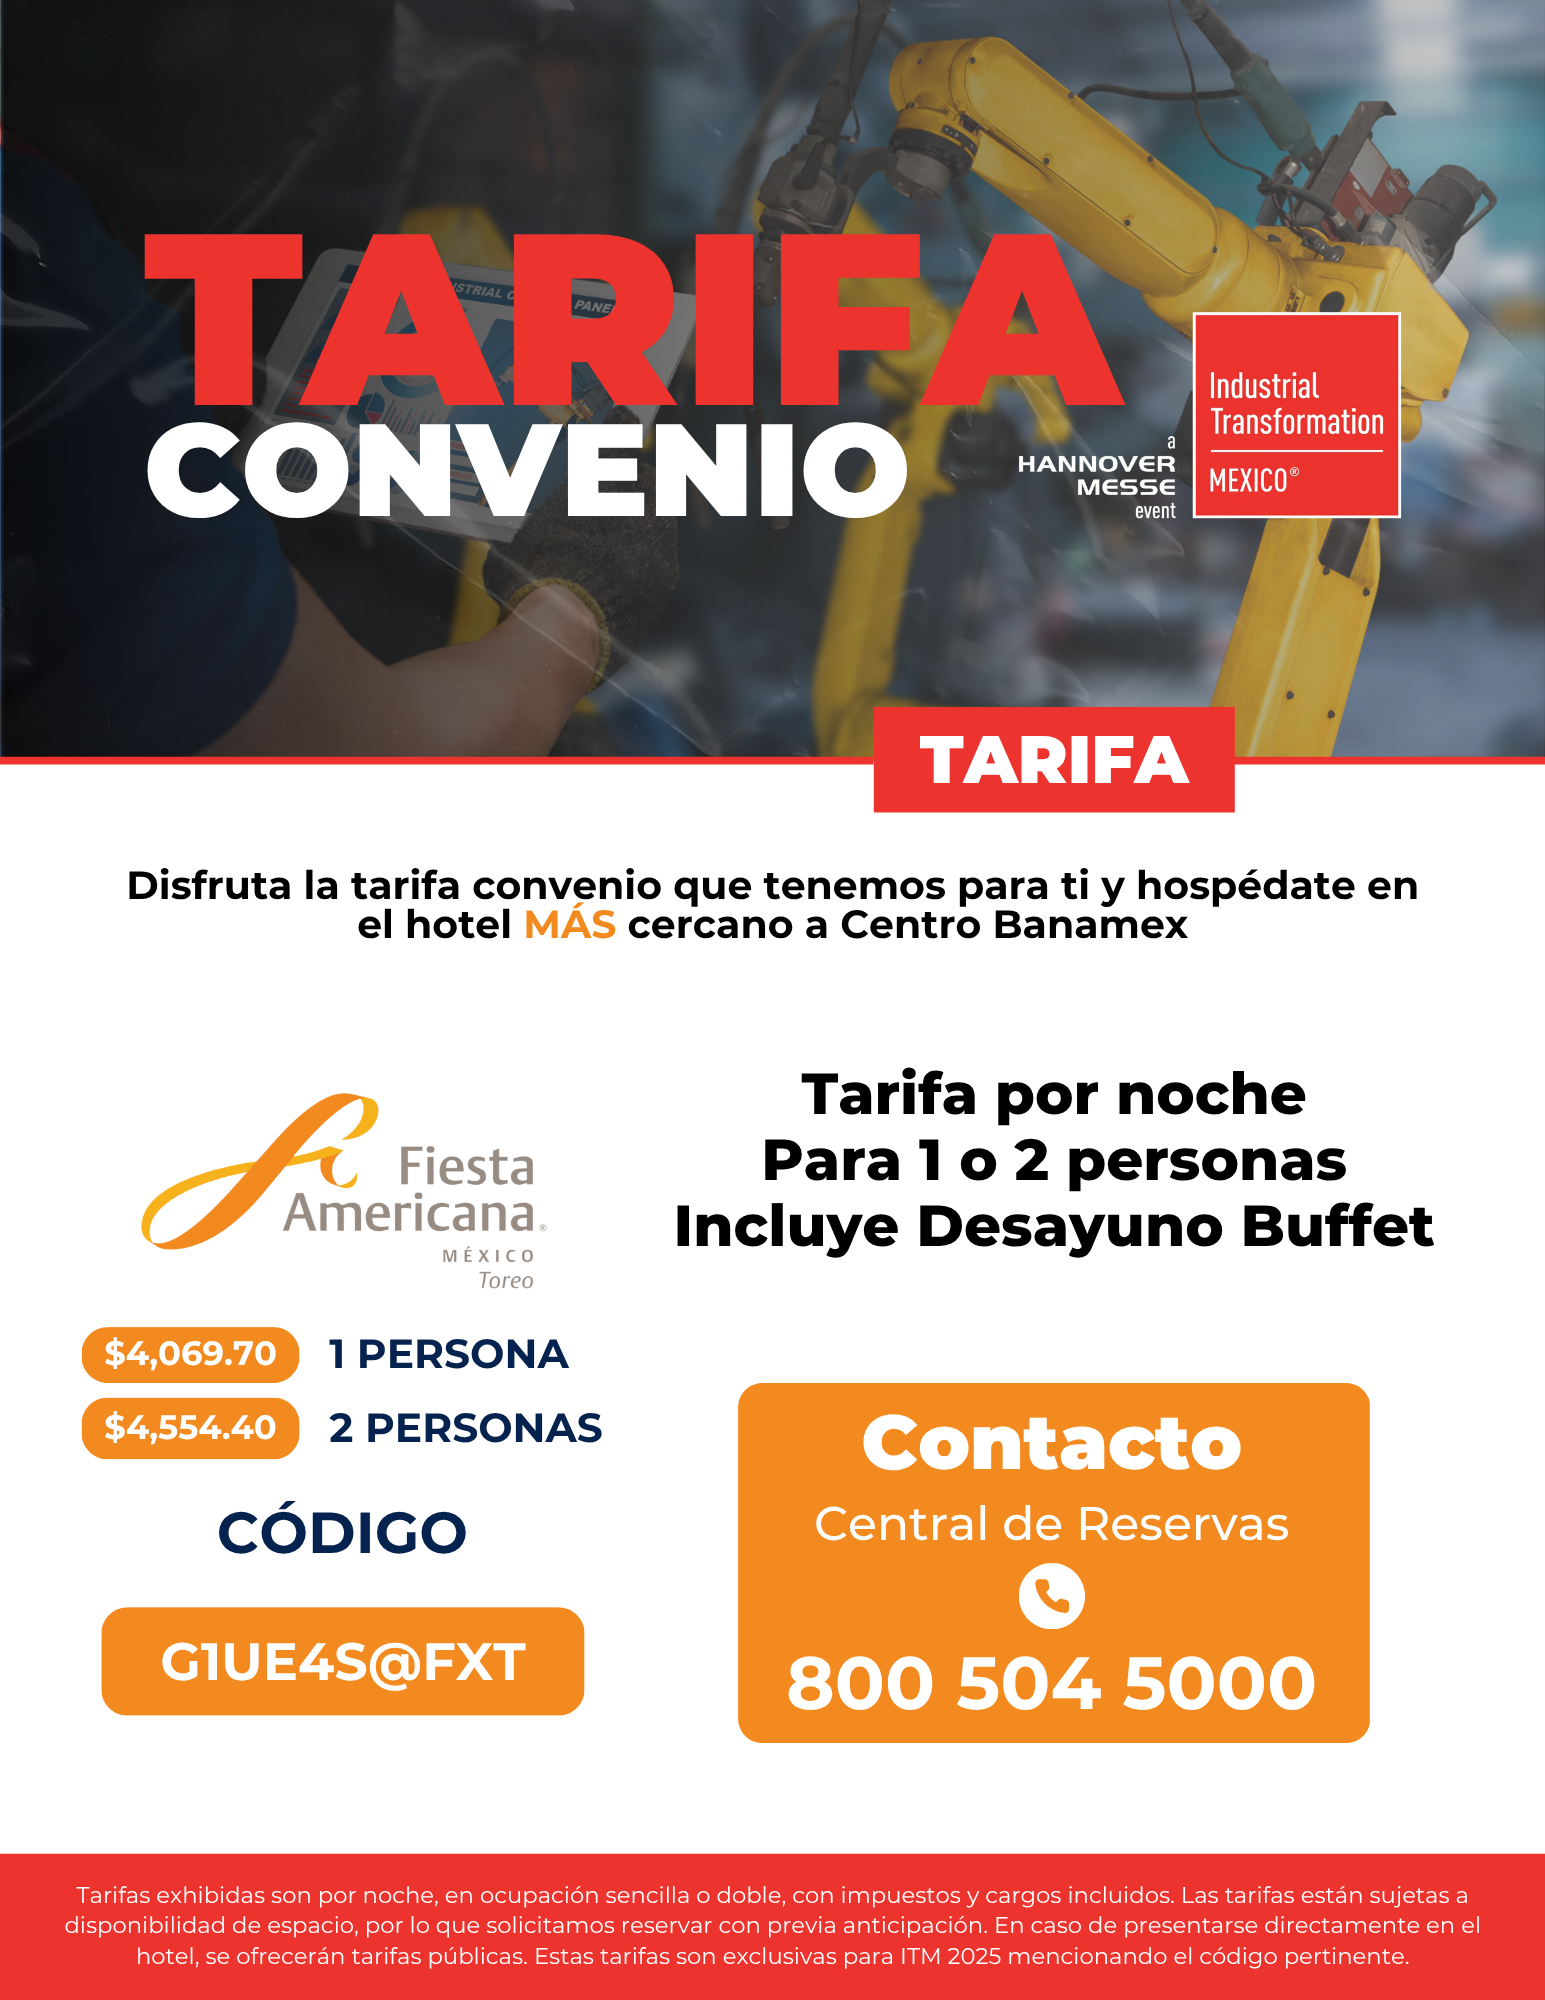 TARIFA
CONVENIO
a
HANNOVER
MESSE
event
Industrial
Transformation
MEXICO®
TARIFA
Disfruta la tarifa convenio que tenemos para ti y hospédate en
el hotel MÁS cercano a Centro Banamex
Fiesta
Americana®
MÉXICO
Toreo
Tarifa por noche
Para 1 o 2 personas
Incluye Desayuno Buffet
$4,069.70 1 PERSONA
$4,554.40 2 PERSONAS
CÓDIGO
G1UE4S@FXT
Contacto
Central de Reservas
800 504 5000
Tarifas exhibidas son por noche, en ocupación sencilla o doble, con impuestos y cargos incluidos. Las tarifas están sujetas a
disponibilidad de espacio, por lo que solicitamos reservar con previa anticipación. En caso de presentarse directamente en el
hotel, se ofrecerán tarifas públicas. Estas tarifas son exclusivas para ITM 2025 mencionando el código pertinente.